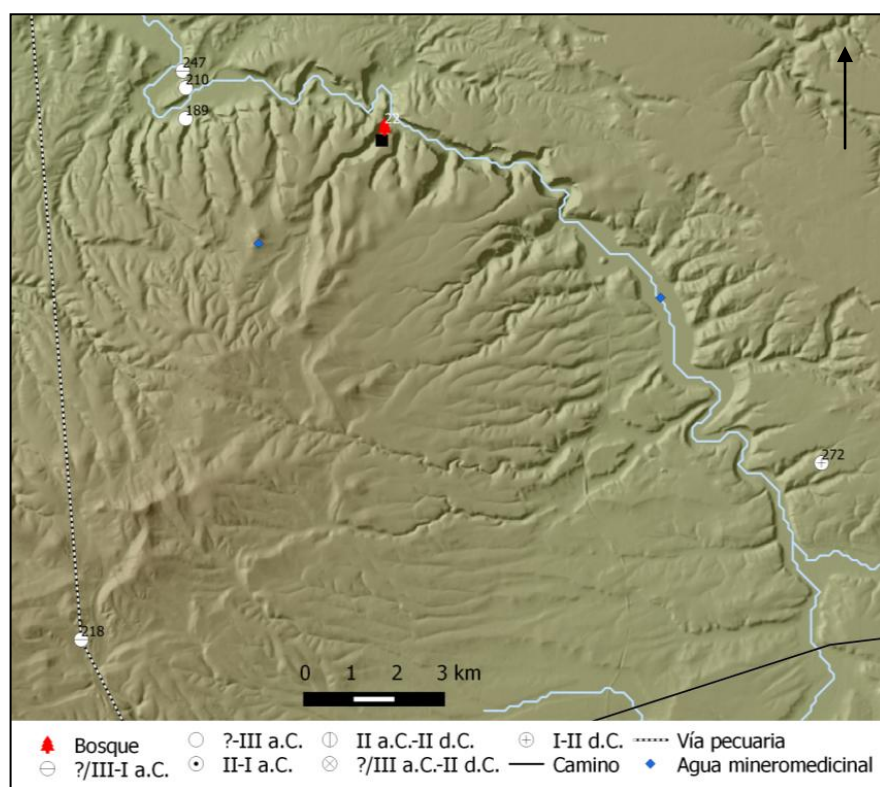 247
210
189
22
272
218
0 1 2 3 km
Bosque ?-III a.C. II a.C.-II d.C. I-II d.C. Vía pecuaria
?/III-I a.C. II-I a.C. ?/III a.C.-II d.C. Camino Agua mineromedicinal